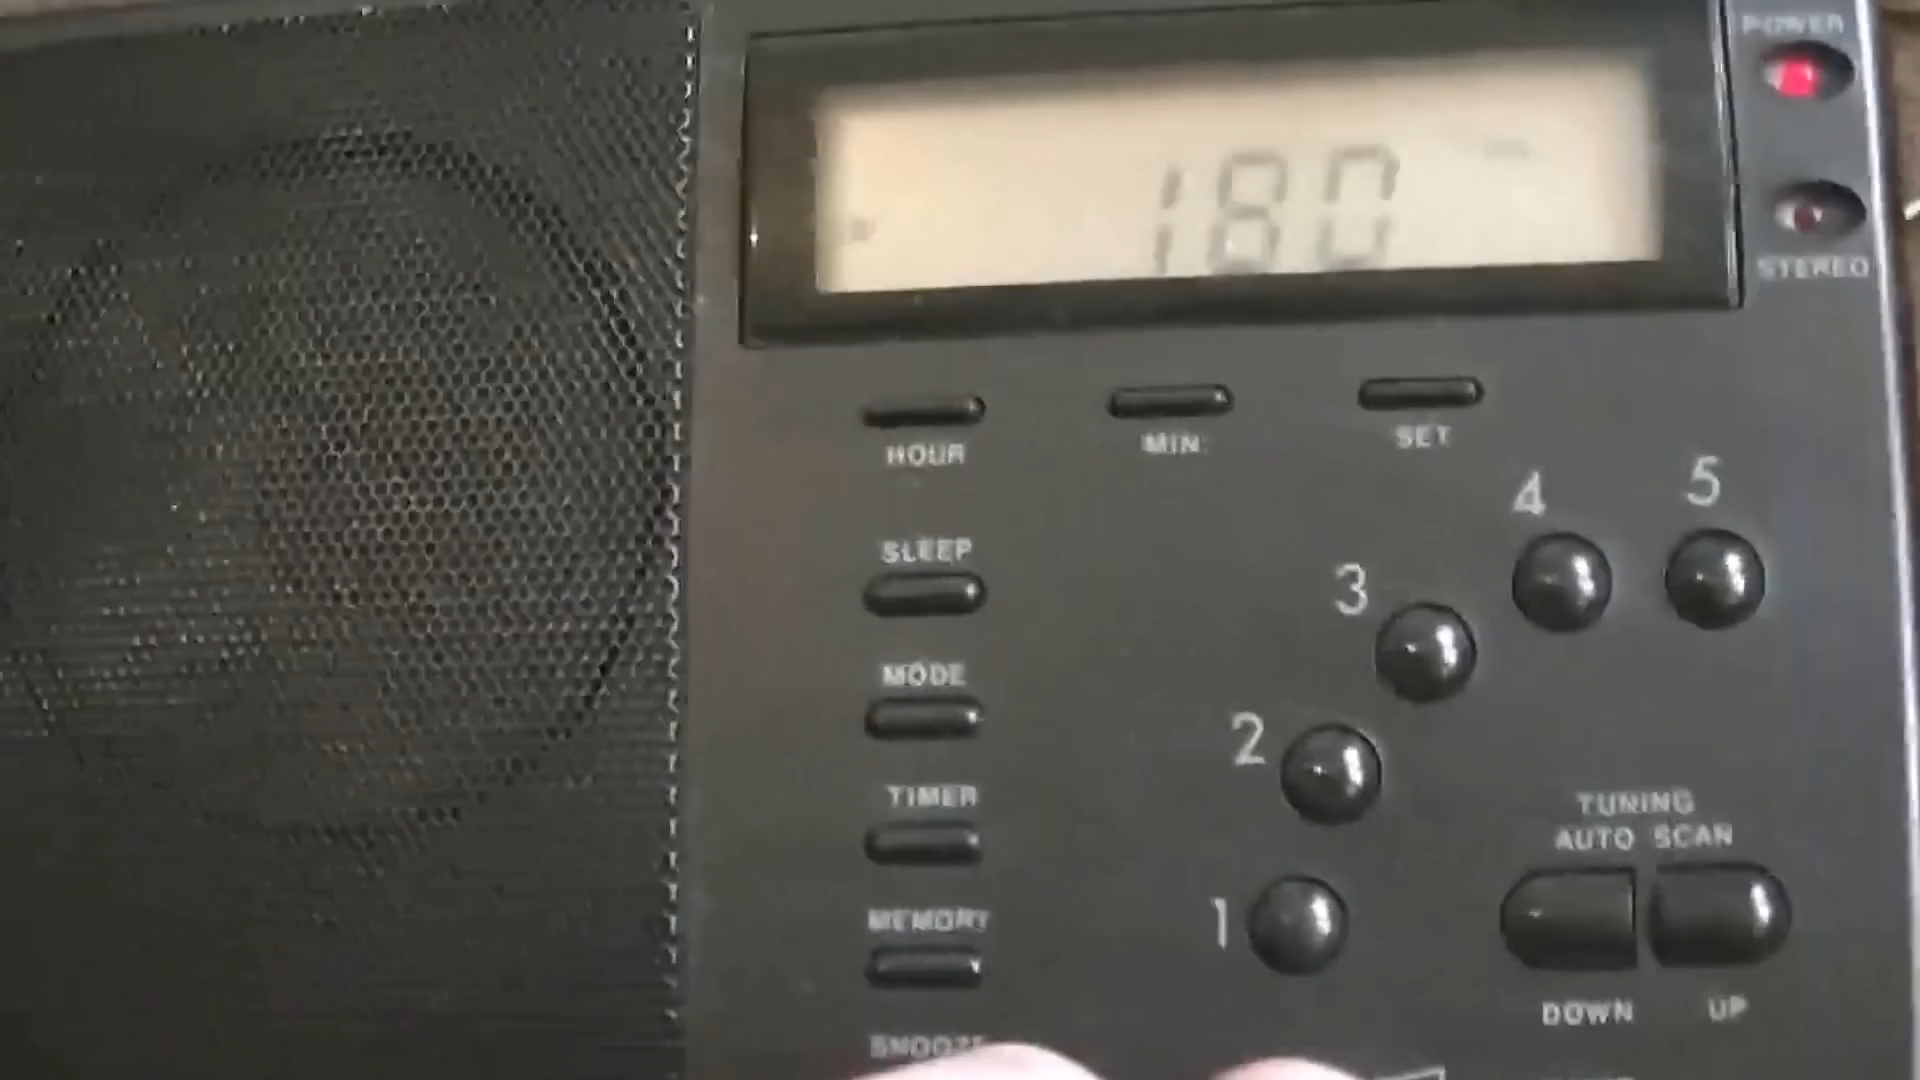 POWER
180
STEREO
HOUR
MIN.
SET
SLEEP
4
5
3
MODE
2
TIMER
TUNING
AUTO SCAN
1
MEMORY
DOWN
UP
SNOOZE